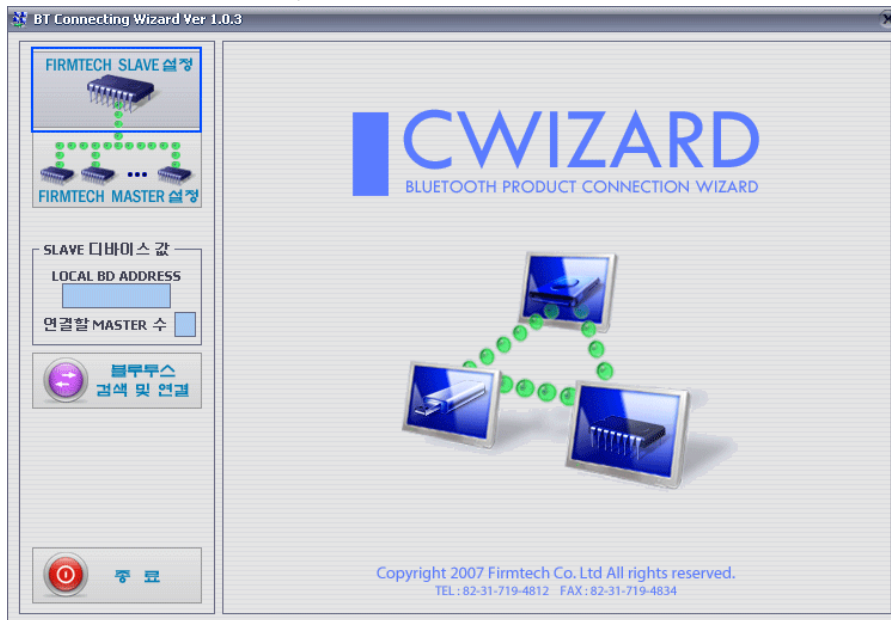 BT Connecting Wizard Ver 1.0.3
FIRMTECH SLAVE 설정
FIRMTECH MASTER 설정
SLAVE 디바이스 값
LOCAL BD ADDRESS
연결할 MASTER 수
블루투스
검색 및 연결
종 료
CWIZARD
BLUETOOTH PRODUCT CONNECTION WIZARD
Copyright 2007 Firmtech Co. Ltd All rights reserved.
TEL : 82-31-719-4812 FAX : 82-31-719-4834